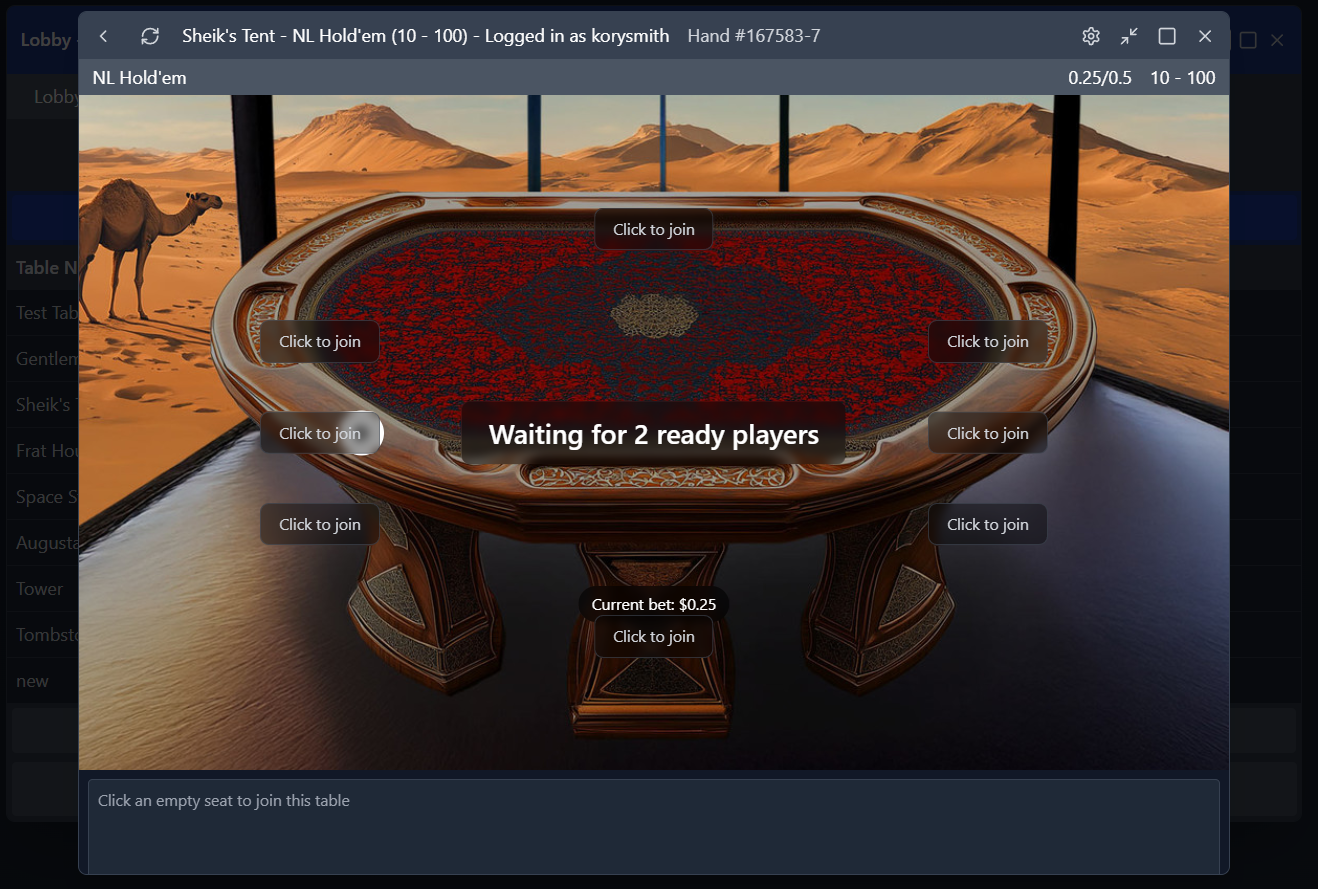 Lobby
Sheik's Tent - NL Hold'em (10 - 100) - Logged in as korysmith Hand #167583-7
NL Hold'em 0.25/0.5 10 - 100
Lobby
Table N
Test Tab
Gentlem
Sheik's
Frat Hou
Space S
Augusta
Tower
Tombsto
new
Click to join
Click to join Click to join
Click to join Waiting for 2 ready players Click to join
Click to join Click to join
Current bet: $0.25
Click to join
Click an empty seat to join this table